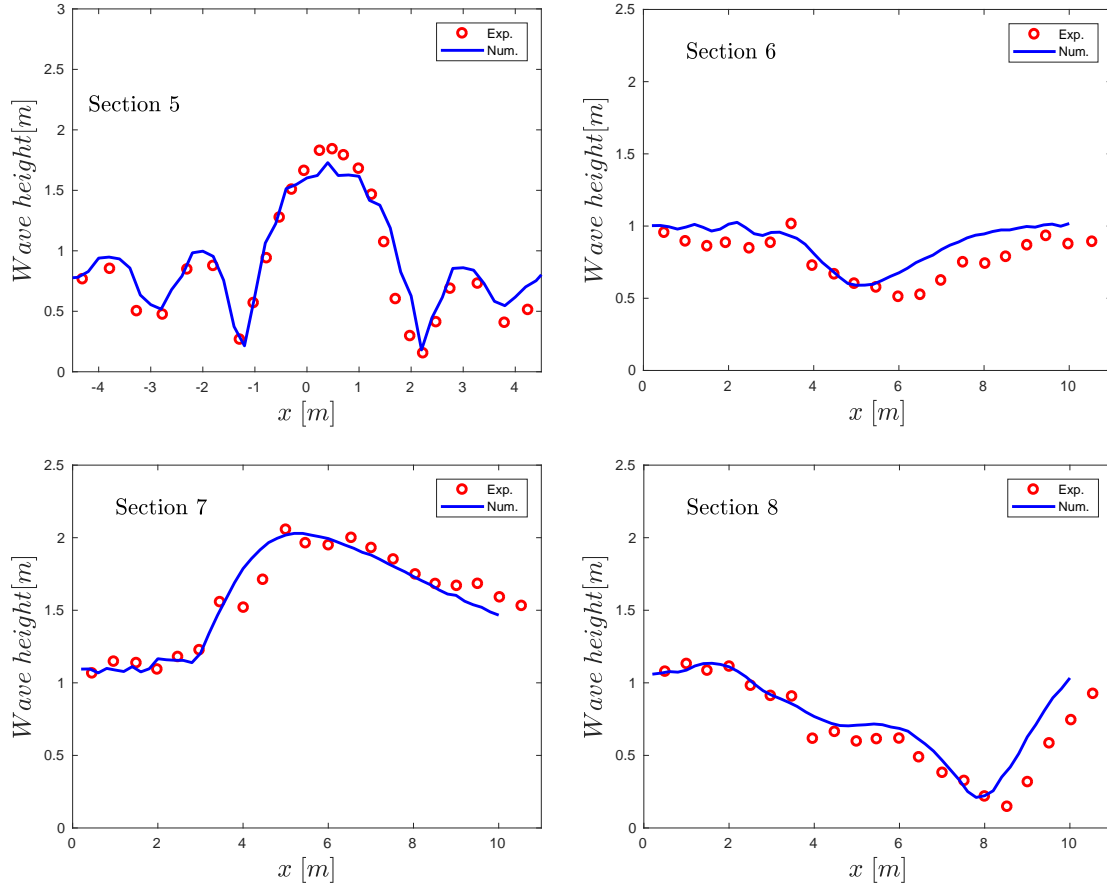 3
2.5
2
1.5
1
0.5
0
Wave height[m]
Section 5
Exp.
Num.
-4 -3 -2 -1 0 1 2 3 4
x [m]
2.5
2
1.5
1
0.5
0
Wave height[m]
Section 6
Exp.
Num.
0 2 4 6 8 10
x [m]
2.5
2
1.5
1
0.5
0
Wave height[m]
Section 7
Exp.
Num.
0 2 4 6 8 10
x [m]
2.5
2
1.5
1
0.5
0
Wave height[m]
Section 8
Exp.
Num.
0 2 4 6 8 10
x [m]